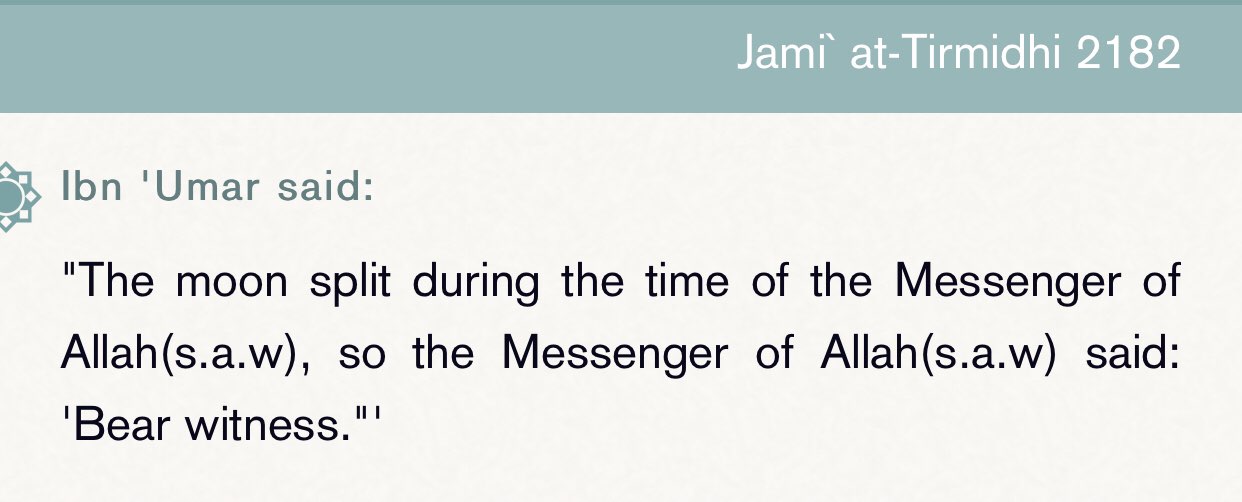 Jami` at-Tirmidhi 2182
Ibn 'Umar said:
"The moon split during the time of the Messenger of
Allah(s.a.w), so the Messenger of Allah(s.a.w) said:
'Bear witness."'